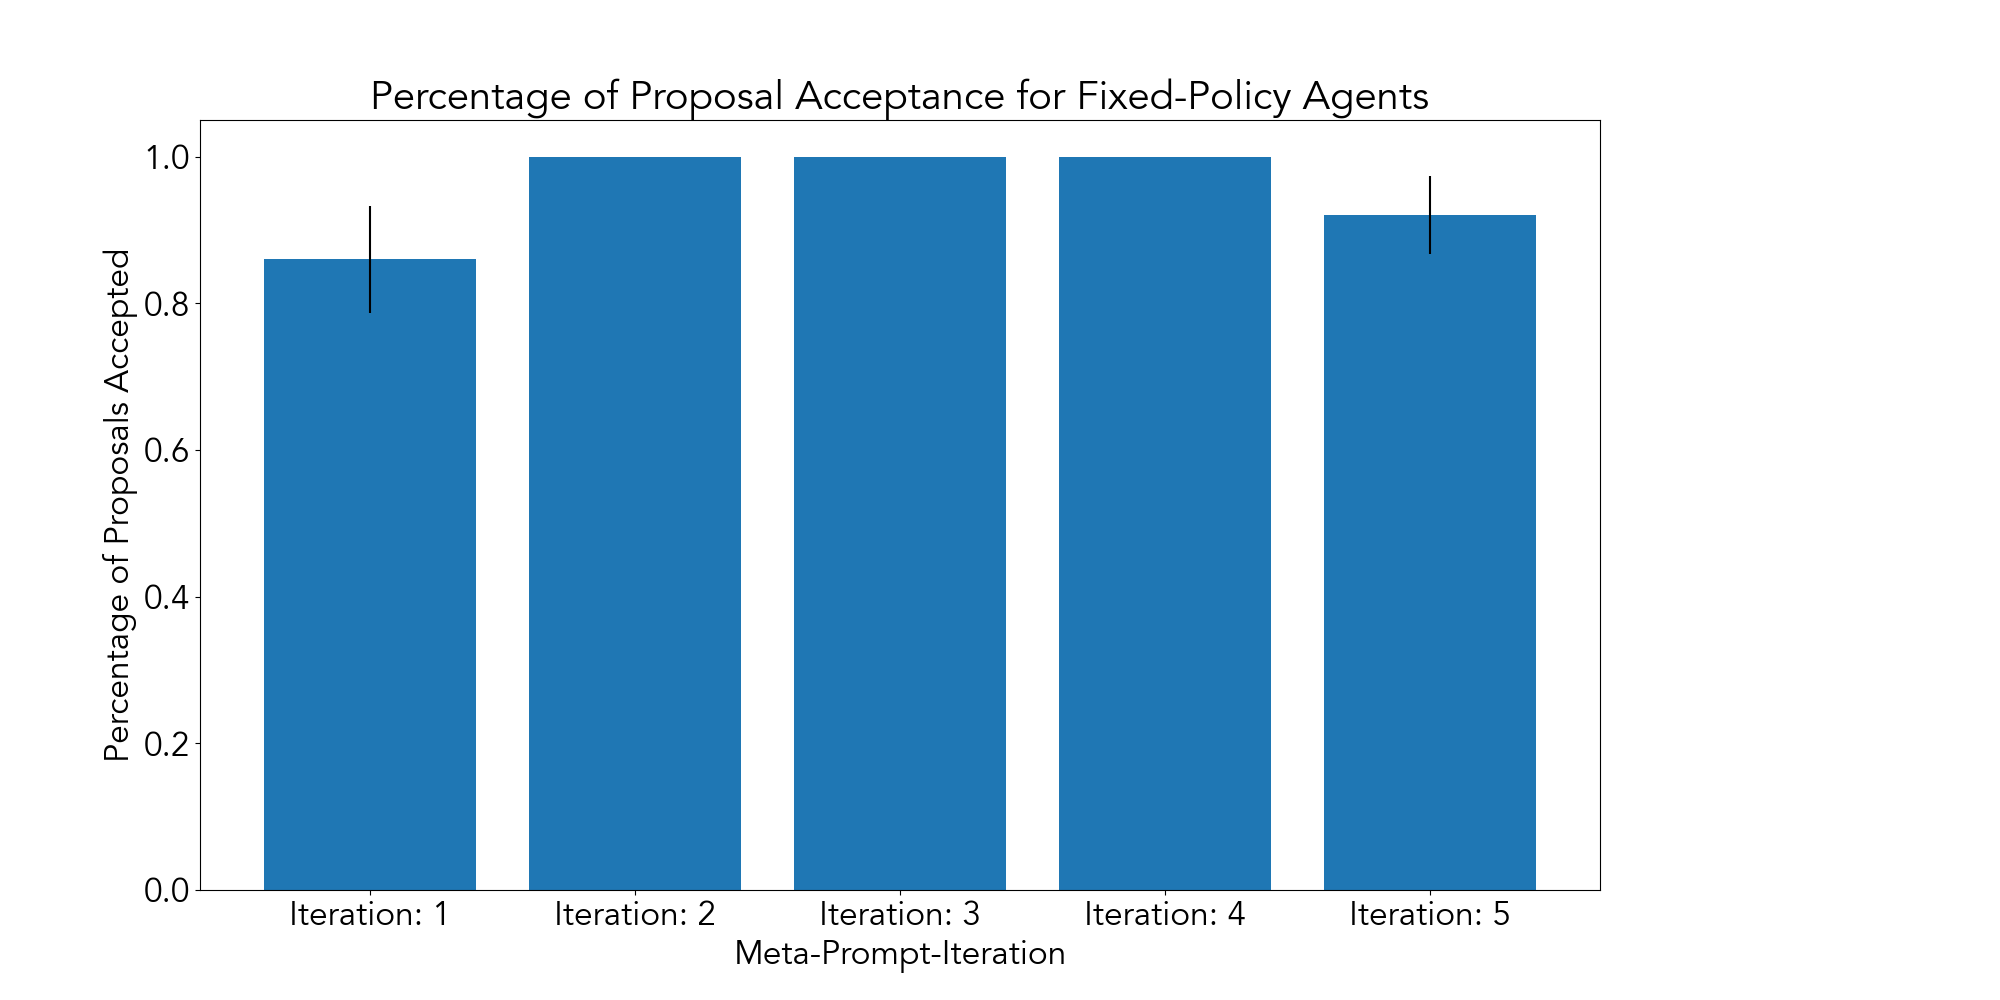 Percentage of Proposal Acceptance for Fixed-Policy Agents
Percentage of Proposals Accepted
1.0
0.8
0.6
0.4
0.2
0.0
Iteration: 1
Iteration: 2
Iteration: 3
Iteration: 4
Iteration: 5
Meta-Prompt-Iteration